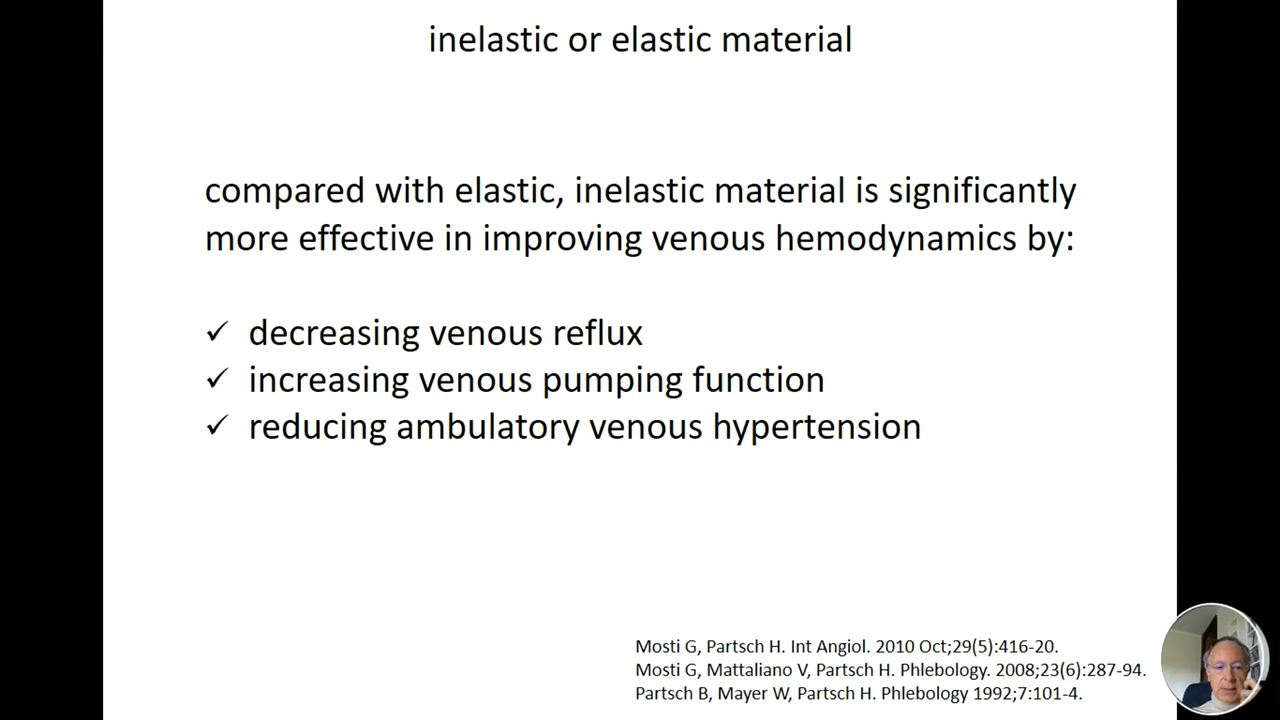 inelastic or elastic material
compared with elastic, inelastic material is significantly
more effective in improving venous hemodynamics by:
✓ decreasing venous reflux
✓ increasing venous pumping function
✓ reducing ambulatory venous hypertension
Mosti G, Partsch H. Int Angiol. 2010 Oct;29(5):416-20.
Mosti G, Mattaliano V, Partsch H. Phlebology. 2008;23(6):287-94.
Partsch B, Mayer W, Partsch H. Phlebology 1992;7:101-4.